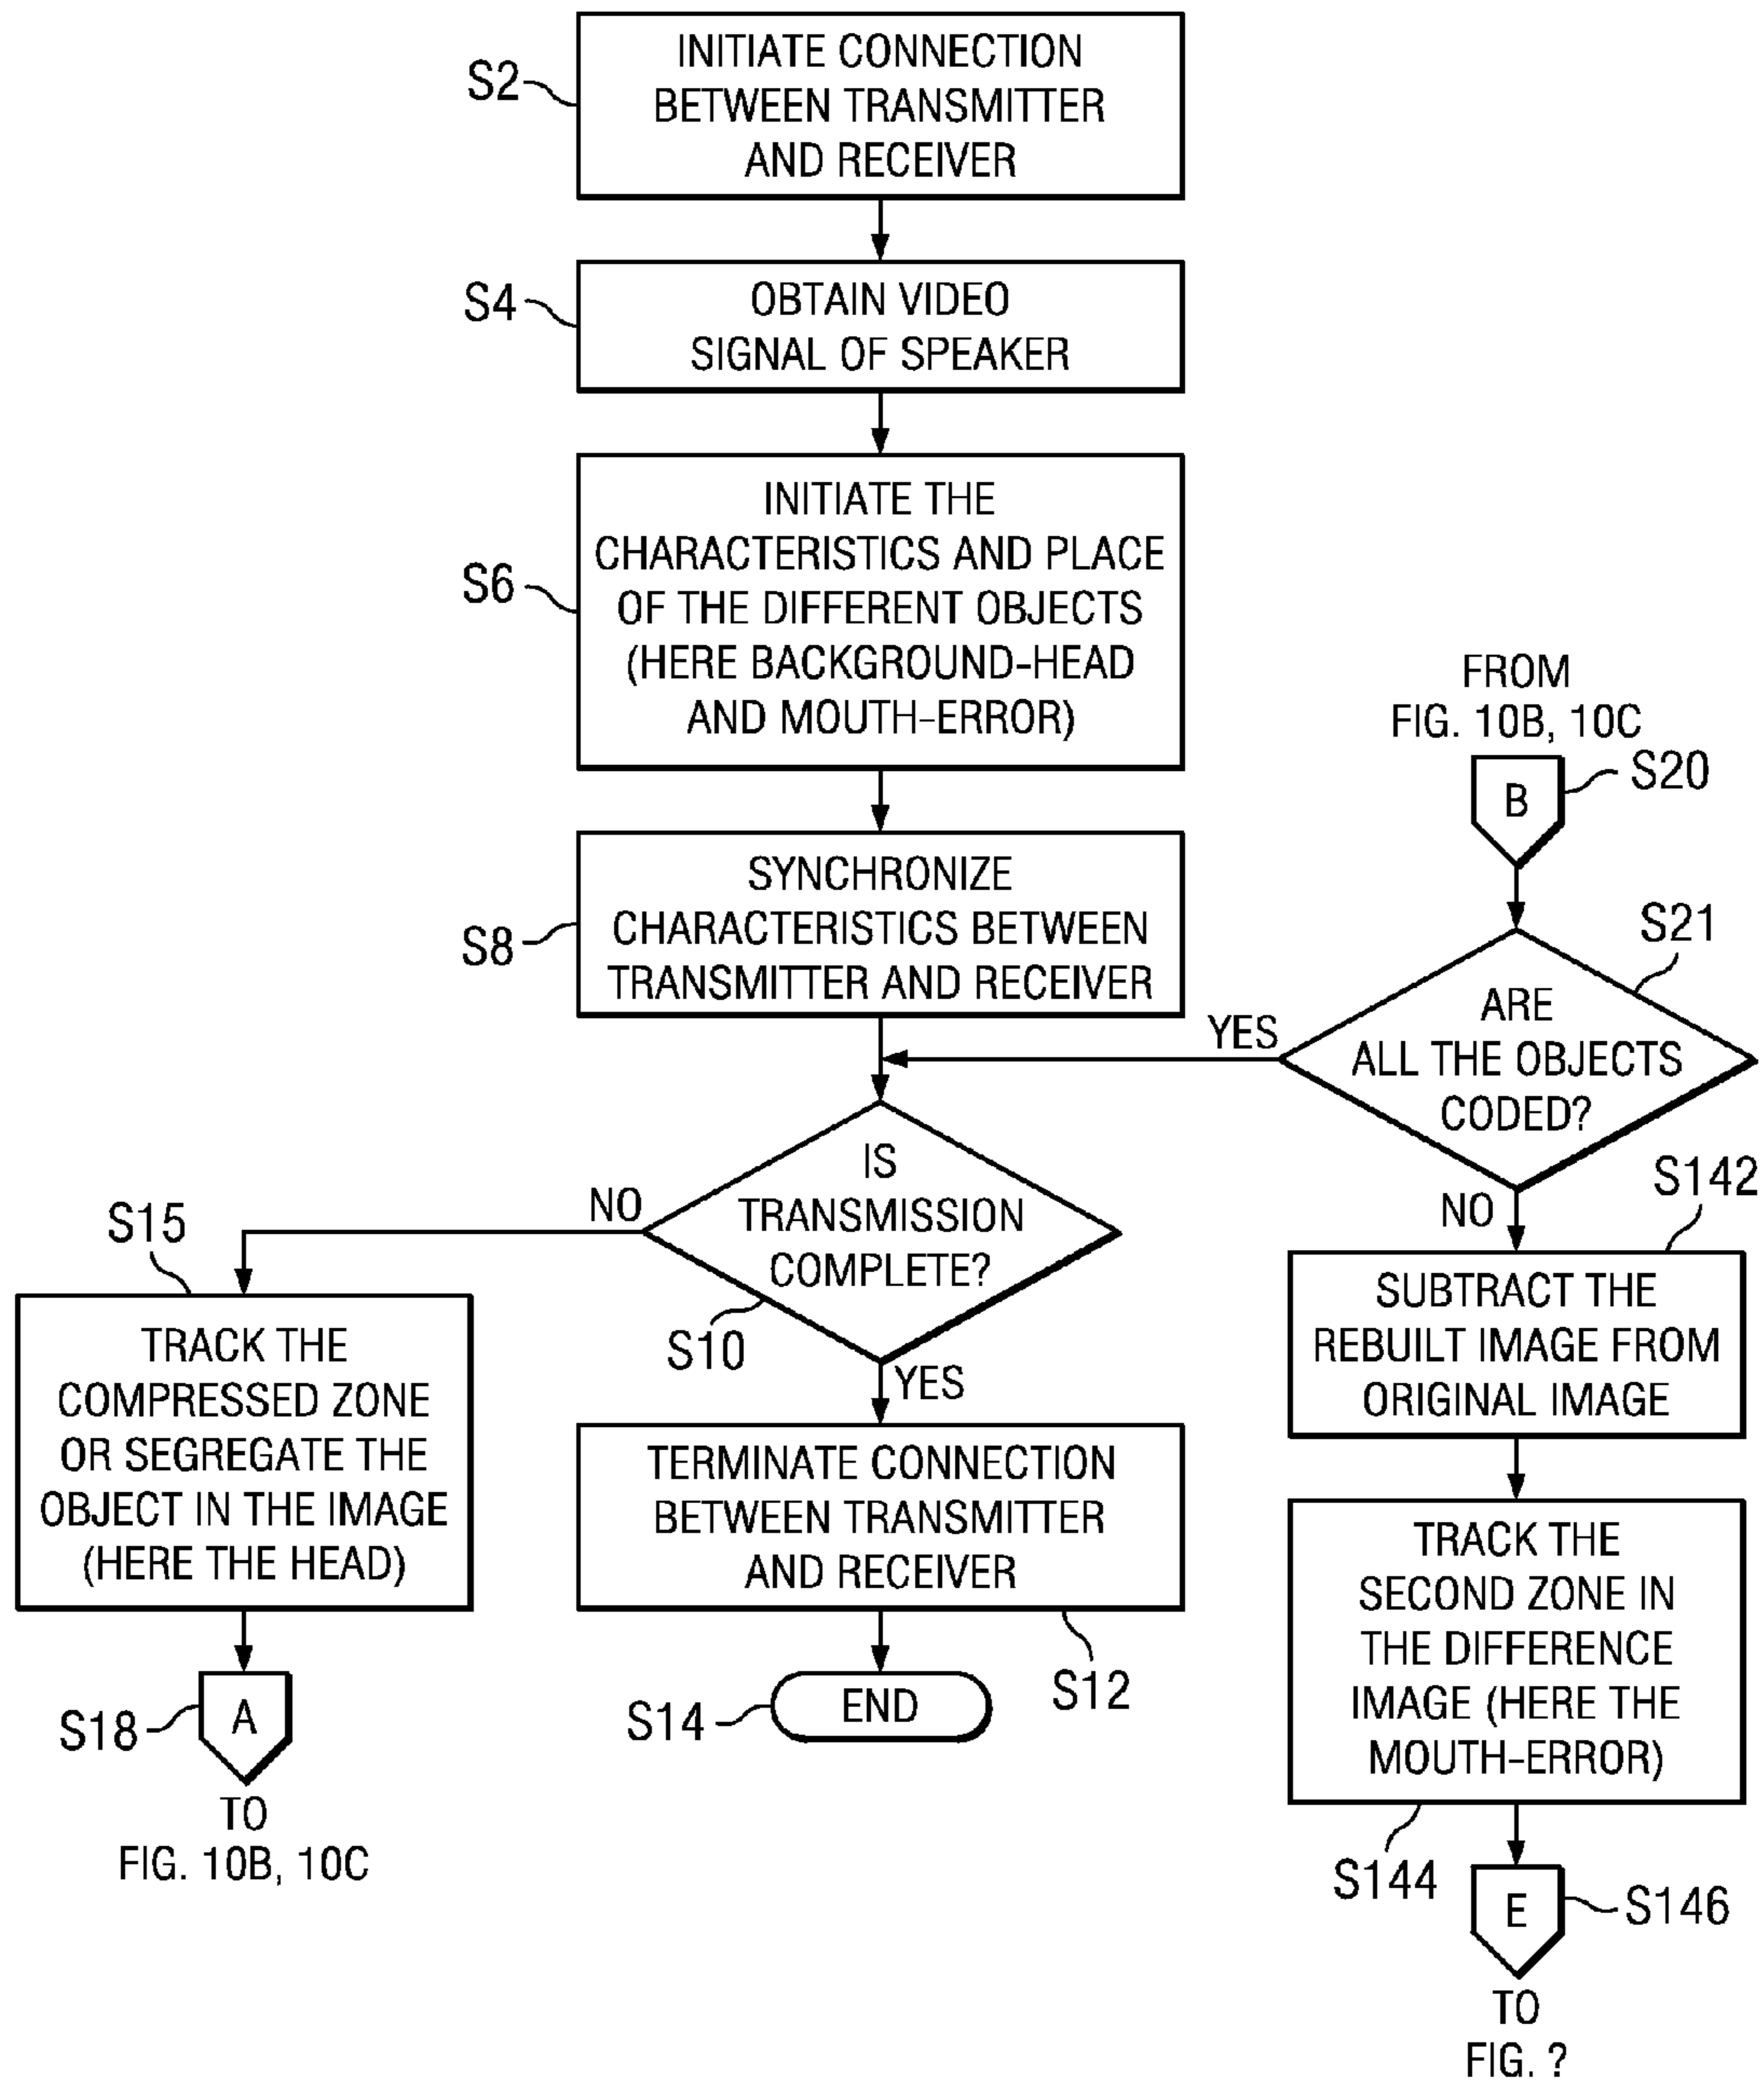 S2
INITIATE CONNECTION
BETWEEN TRANSMITTER
AND RECEIVER
S4
OBTAIN VIDEO
SIGNAL OF SPEAKER
S6
INITIATE THE
CHARACTERISTICS AND PLACE
OF THE DIFFERENT OBJECTS
(HERE BACKGROUND-HEAD
AND MOUTH-ERROR)
S8
SYNCHRONIZE
CHARACTERISTICS BETWEEN
TRANSMITTER AND RECEIVER
IS
TRANSMISSION
COMPLETE?
S10
NO
YES
S15
TRACK THE
COMPRESSED ZONE
OR SEGREGATE THE
OBJECT IN THE IMAGE
(HERE THE HEAD)
S18
A
TO
FIG. 10B, 10C
TERMINATE CONNECTION
BETWEEN TRANSMITTER
AND RECEIVER
S12
S14
END
FROM
FIG. 10B, 10C
B
S20
S21
ARE
ALL THE OBJECTS
CODED?
YES
NO
S142
SUBTRACT THE
REBUILT IMAGE FROM
ORIGINAL IMAGE
TRACK THE
SECOND ZONE IN
THE DIFFERENCE
IMAGE (HERE THE
MOUTH-ERROR)
S144
E
S146
TO
FIG. ?